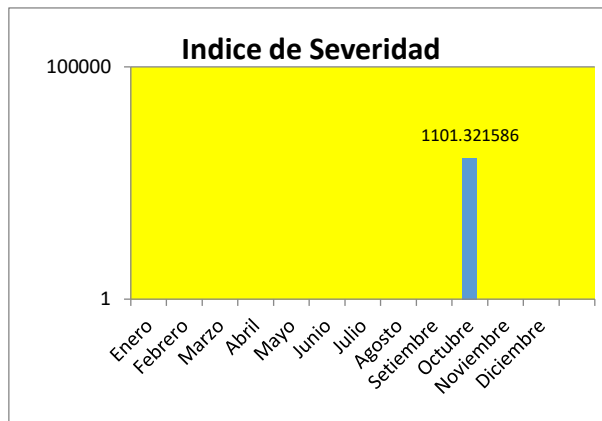 Indice de Severidad
100000
1101.321586
1
Enero
Febrero
Marzo
Abril
Mayo
Junio
Julio
Agosto
Setiembre
Octubre
Noviembre
Diciembre